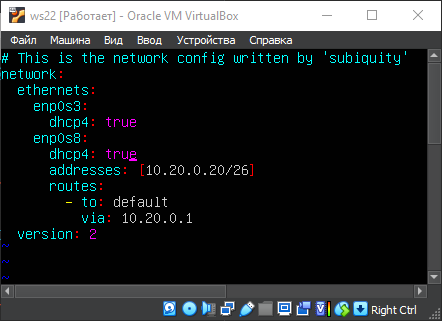 ws22 [Работает] - Oracle VM VirtualBox
Файл Машина Вид Ввод Устройства Справка
# This is the network config written by 'subiquity'
network:
  ethernets:
    enp0s3:
      dhcp4: true
    enp0s8:
      dhcp4: true
      addresses: [10.20.0.20/26]
      routes:
        - to: default
          via: 10.20.0.1
  version: 2
~
~
~
Right Ctrl